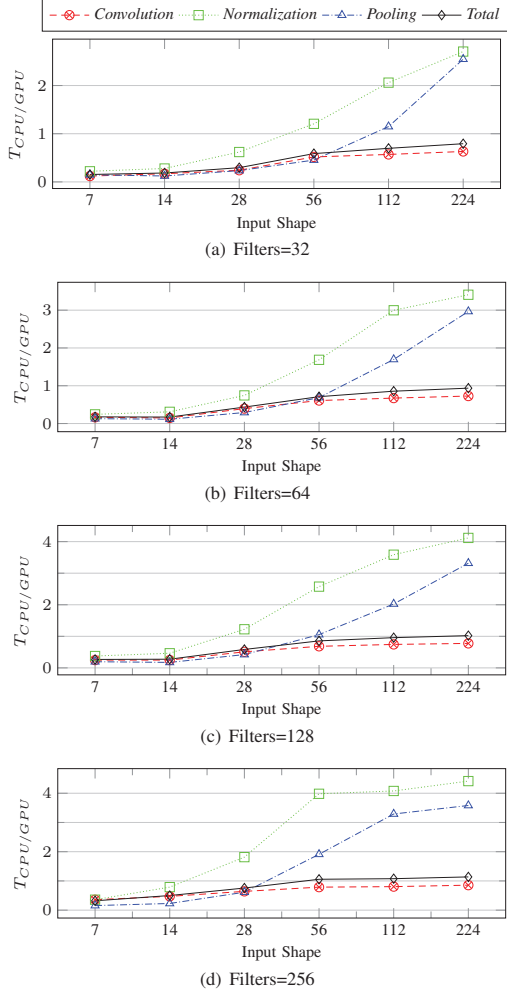 Convolution Normalization Pooling Total
2
1
0
T_{CPU/GPU}
7 14 28 56 112 224
Input Shape
(a) Filters=32
3
2
1
0
T_{CPU/GPU}
7 14 28 56 112 224
Input Shape
(b) Filters=64
4
2
0
T_{CPU/GPU}
7 14 28 56 112 224
Input Shape
(c) Filters=128
4
2
0
T_{CPU/GPU}
7 14 28 56 112 224
Input Shape
(d) Filters=256